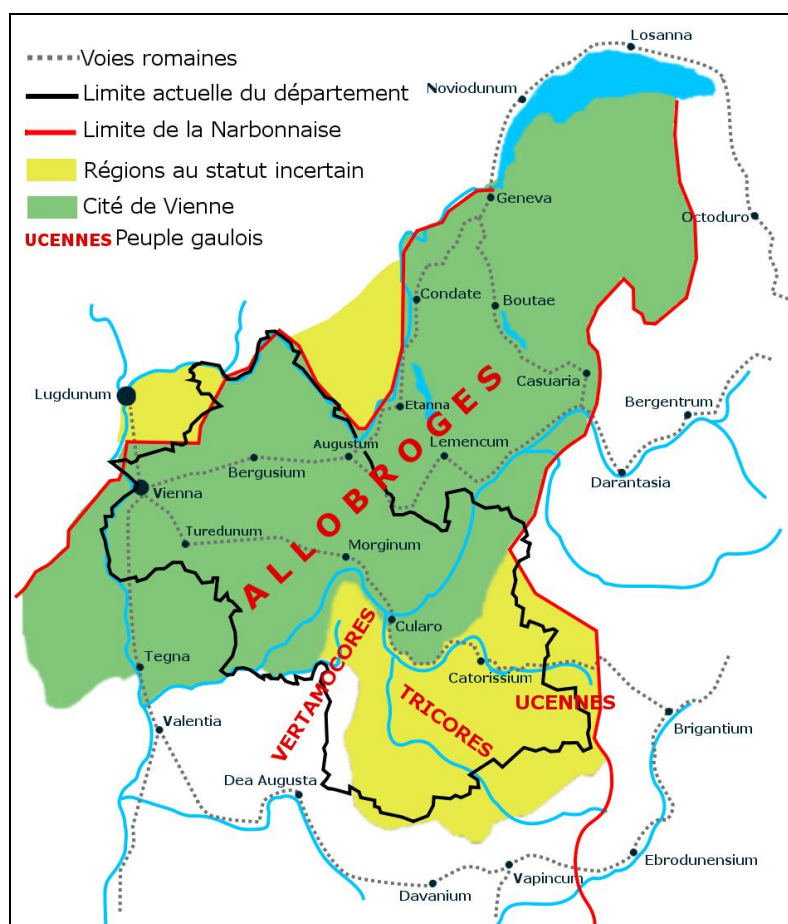 Voies romaines
Limite actuelle du département
Limite de la Narbonnaise
Régions au statut incertain
Cité de Vienne
UCENNES Peuple gaulois
Losanna
Noviodunum
Geneva
Octoduro
Condate
Boutae
Lugdunum
Casuaria
Etanna
Bergentrum
Augustum
Lemencum
Bergusium
Darantasia
Vienna
ALLOBROGES
Turedunum
Morginum
Cularo
Tegna
Catorissium
VERTAMOCORES
TRICORES
UCENNES
Valentia
Brigantium
Dea Augusta
Ebrodunensium
Vapincum
Davanium